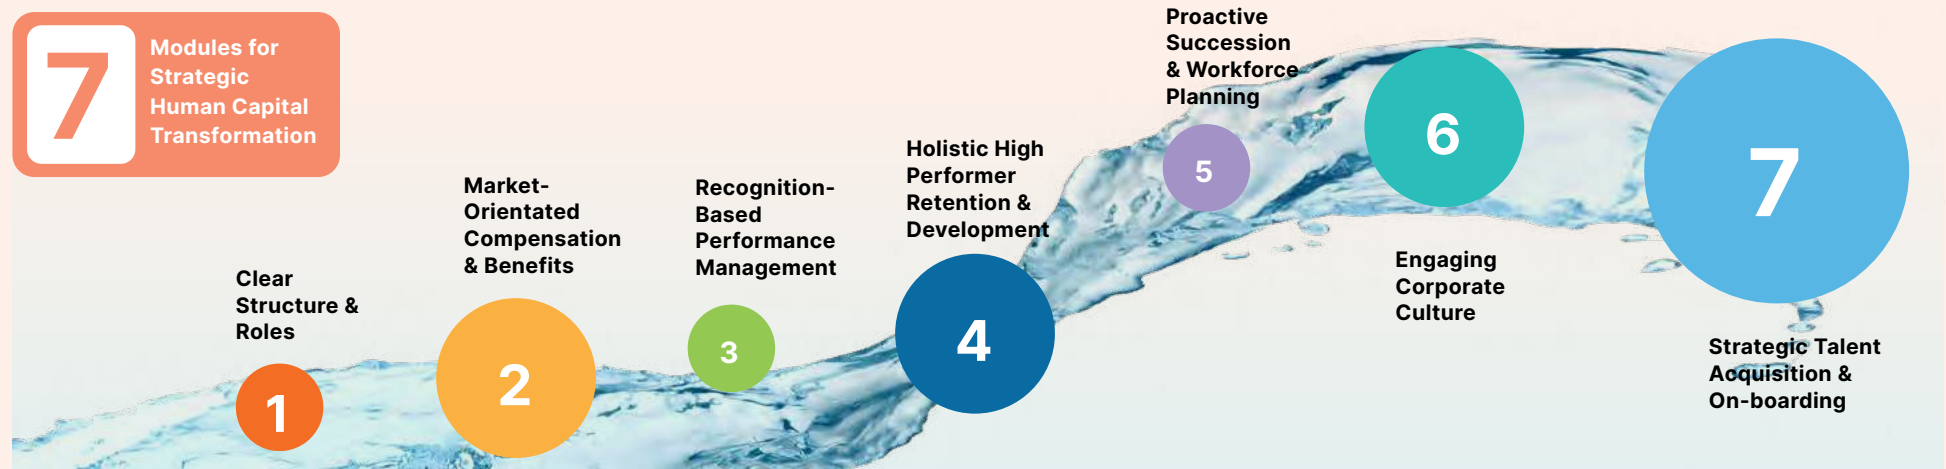 7
Modules for
Strategic
Human Capital
Transformation
1
Clear
Structure &
Roles
2
Market-
Orientated
Compensation
& Benefits
3
Recognition-
Based
Performance
Management
4
Holistic High
Performer
Retention &
Development
5
Proactive
Succession
& Workforce
Planning
6
Engaging
Corporate
Culture
7
Strategic Talent
Acquisition &
On-boarding